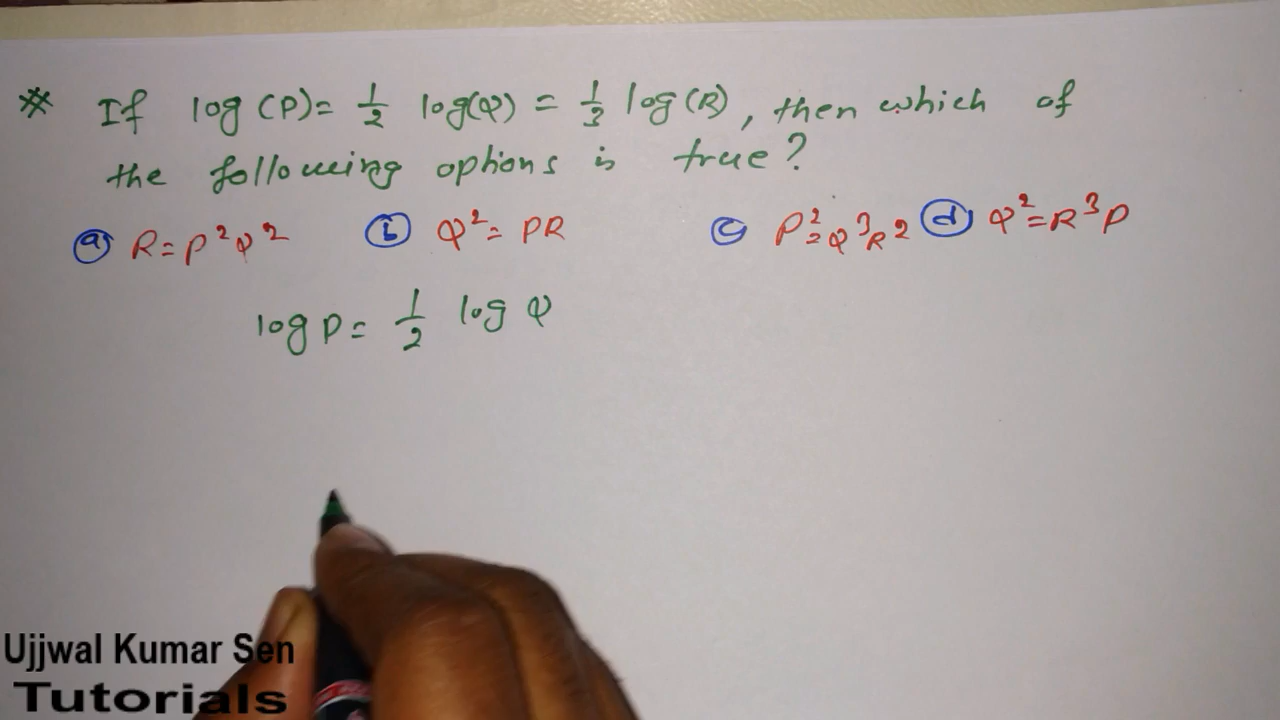 * If log(P)= 1/2 log(Q) = 1/3 log(R), then which of
the following options is true?
(a) R=P²Q² (b) Q²=PR (c) P²=Q³R² (d) Q²=R³P
log P= 1/2 log Q
Ujjwal Kumar Sen
Tutorials